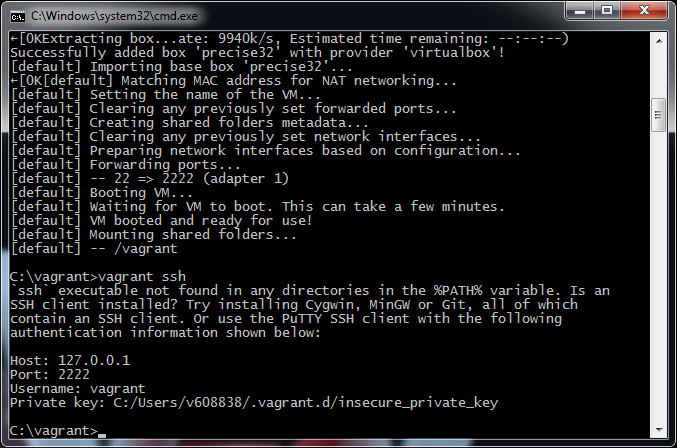 C:\Windows\system32\cmd.exe
←[0KExtracting box...ate: 9940k/s, Estimated time remaining: --:--:--)
Successfully added box 'precise32' with provider 'virtualbox'!
[default] Importing base box 'precise32'...
←[0K[default] Matching MAC address for NAT networking...
[default] Setting the name of the VM...
[default] Clearing any previously set forwarded ports...
[default] Creating shared folders metadata...
[default] Clearing any previously set network interfaces...
[default] Preparing network interfaces based on configuration...
[default] Forwarding ports...
[default] -- 22 => 2222 (adapter 1)
[default] Booting VM...
[default] Waiting for VM to boot. This can take a few minutes.
[default] VM booted and ready for use!
[default] Mounting shared folders...
[default] -- /vagrant
C:\vagrant>vagrant ssh
`ssh` executable not found in any directories in the %PATH% variable. Is an
SSH client installed? Try installing Cygwin, MinGW or Git, all of which
contain an SSH client. Or use the PuTTY SSH client with the following
authentication information shown below:
Host: 127.0.0.1
Port: 2222
Username: vagrant
Private key: C:/Users/v608838/.vagrant.d/insecure_private_key
C:\vagrant>_